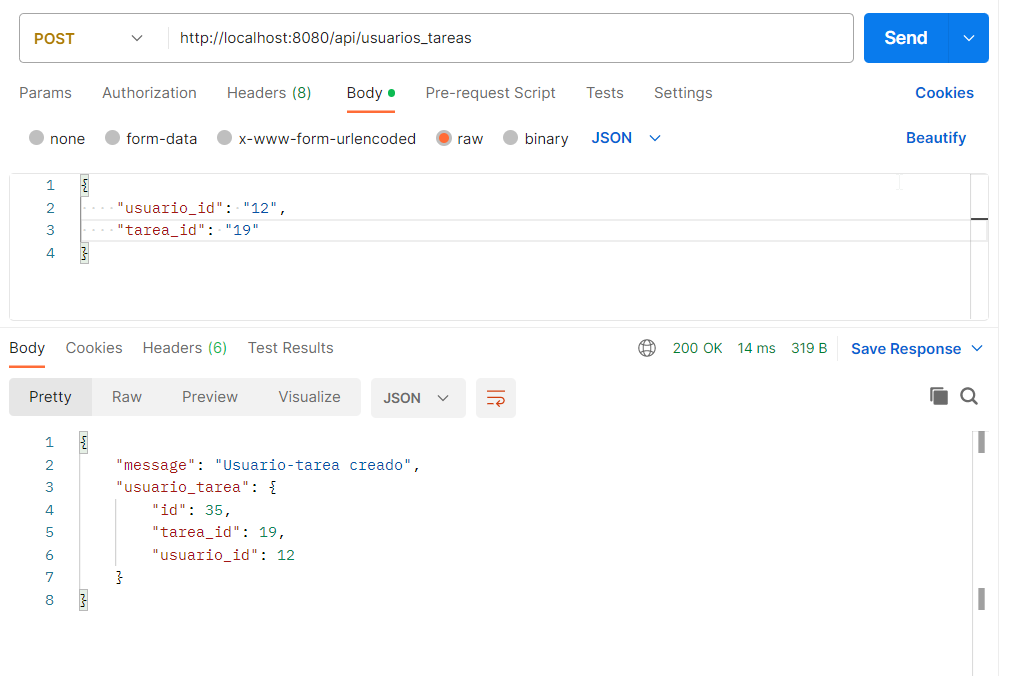 POST http://localhost:8080/api/usuarios_tareas Send
Params Authorization Headers (8) Body Pre-request Script Tests Settings Cookies
none form-data x-www-form-urlencoded raw binary JSON Beautify
1 {
2 ····"usuario_id":·"12",
3 ····"tarea_id":·"19"
4 }
Body Cookies Headers (6) Test Results 200 OK 14 ms 319 B Save Response
Pretty Raw Preview Visualize JSON
1 {
2 "message": "Usuario-tarea creado",
3 "usuario_tarea": {
4 "id": 35,
5 "tarea_id": 19,
6 "usuario_id": 12
7 }
8 }